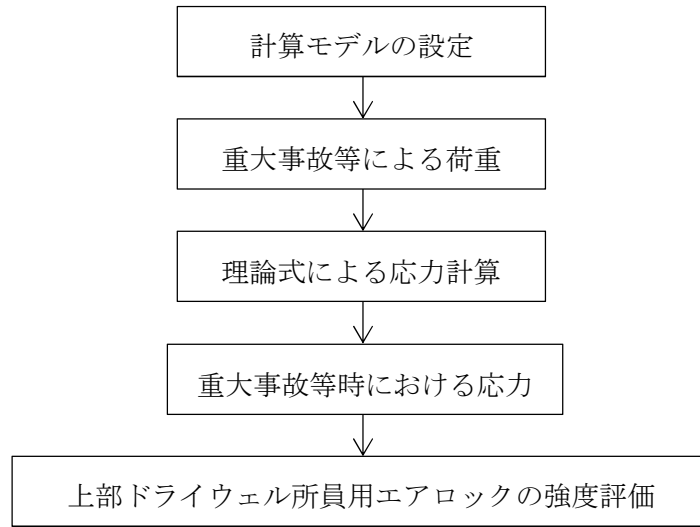 計算モデルの設定
重大事故等による荷重
理論式による応力計算
重大事故等時における応力
上部ドライウェル所員用エアロックの強度評価